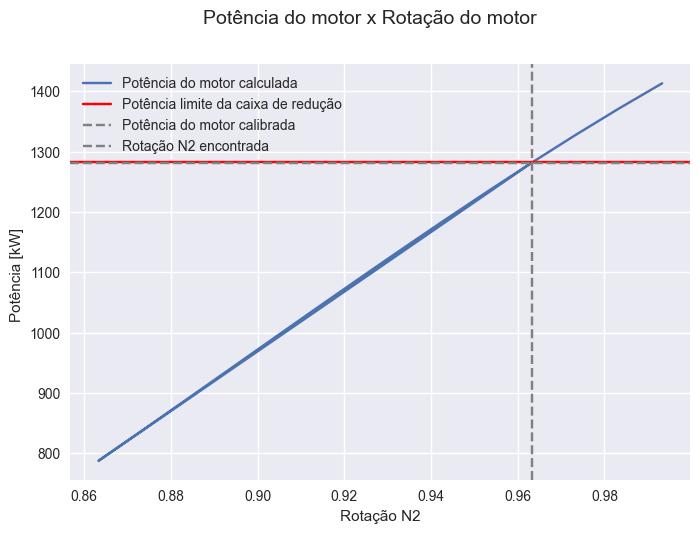 Potência do motor x Rotação do motor
Potência do motor calculada
Potência limite da caixa de redução
Potência do motor calibrada
Rotação N2 encontrada
1400
1300
1200
1100
1000
900
800
Potência [kW]
0.86 0.88 0.90 0.92 0.94 0.96 0.98
Rotação N2